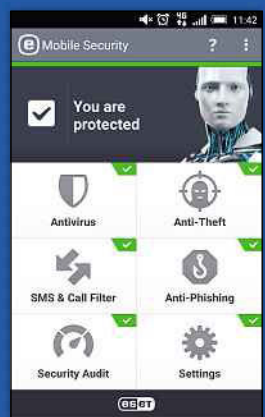 4G 11:42
e Mobile Security ?
You are
protected
Antivirus Anti-Theft
SMS & Call Filter Anti-Phishing
Security Audit Settings
eset